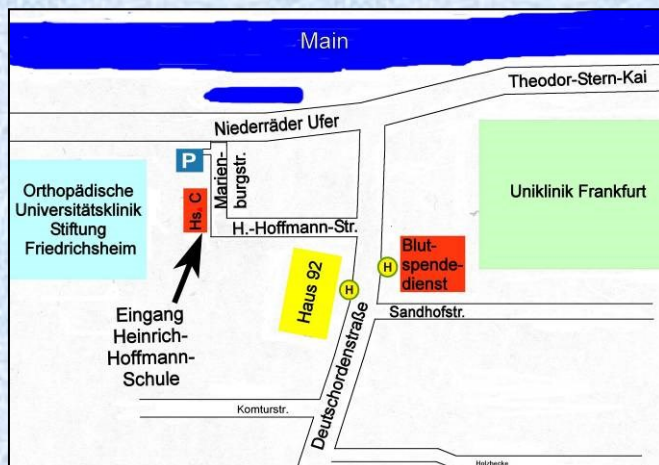 Main
Theodor-Stern-Kai
Niederräder Ufer
P
Marien-
burgstr.
Orthopädische
Universitätsklinik
Stiftung
Friedrichsheim
Hs. C
Uniklinik Frankfurt
H.-Hoffmann-Str.
Blut-
spende-
dienst
H
H
Haus 92
Eingang
Heinrich-
Hoffmann-
Schule
Sandhofstr.
Deutschordenstraße
Komturstr.
Holzhecke